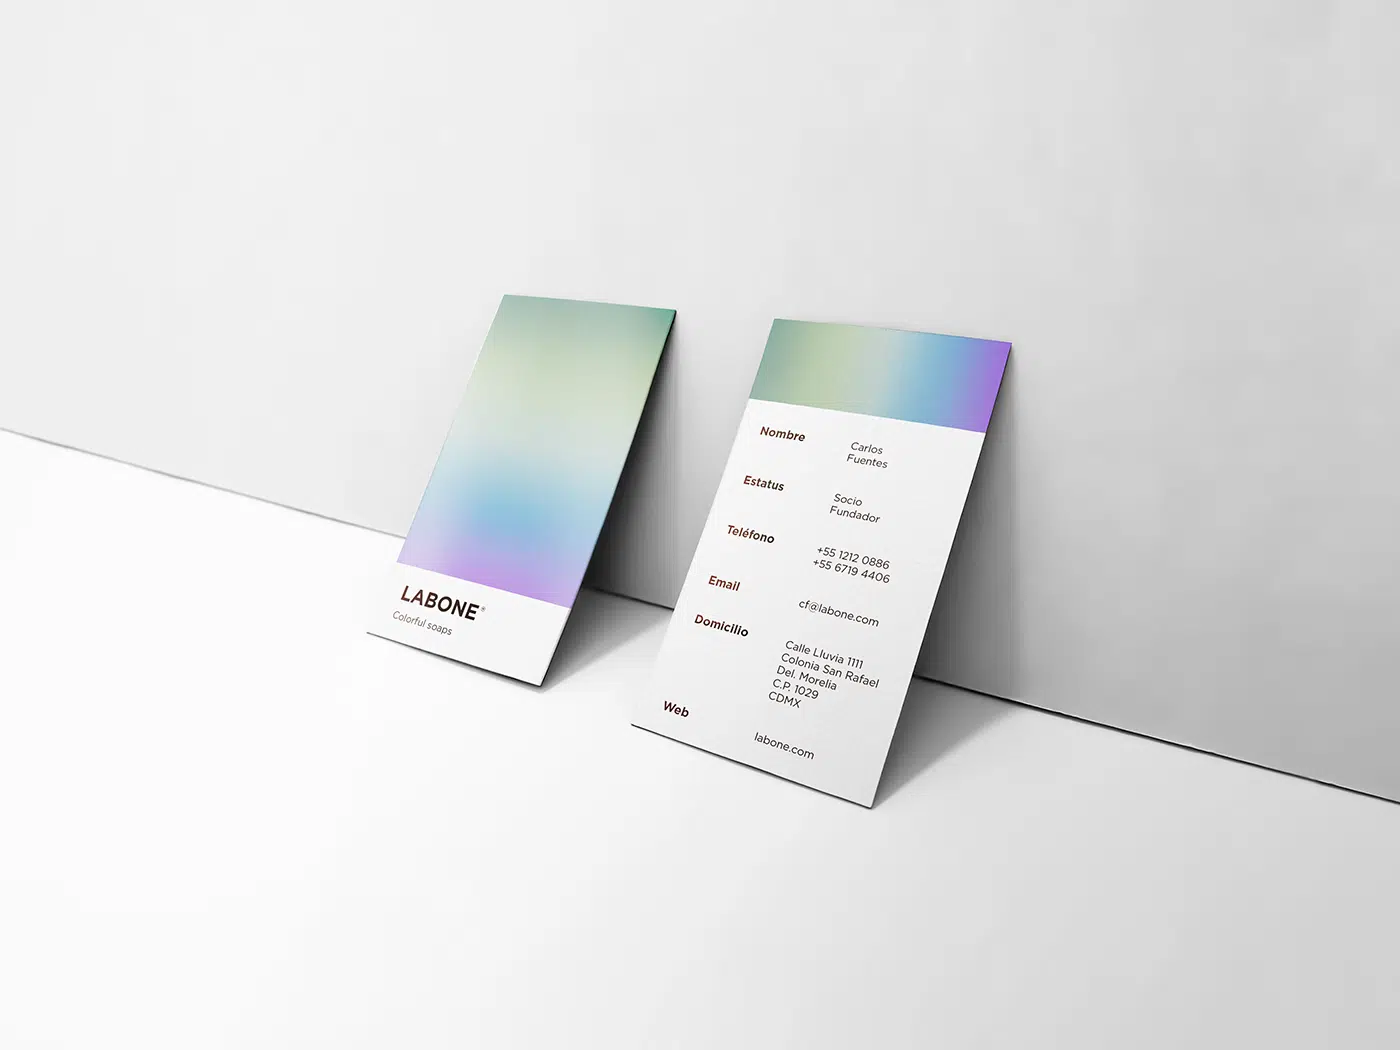 LABONE®
Colorful soaps
Nombre
Carlos
Fuentes
Estatus
Socio
Fundador
Teléfono
+55 1212 0886
+55 6719 4406
Email
cf@labone.com
Domicilio
Calle Lluvia 1111
Colonia San Rafael
Del. Morelia
C.P. 1029
CDMX
Web
labone.com